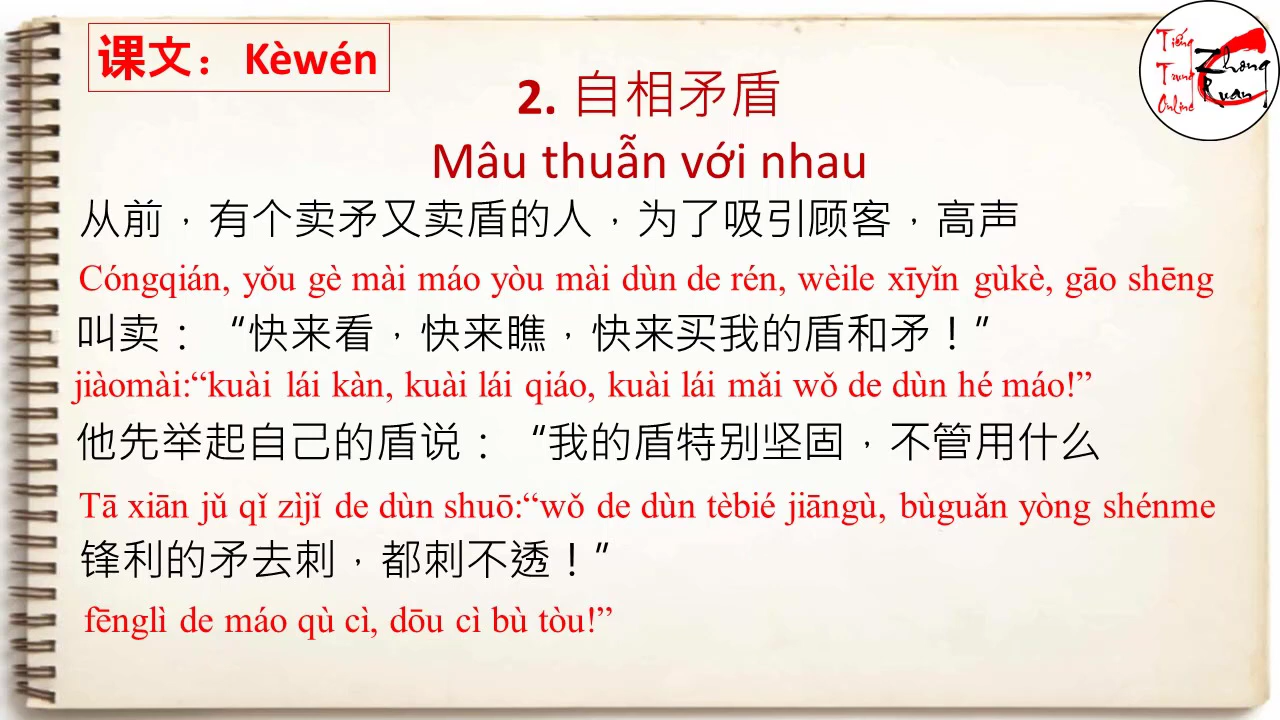 课文：Kèwén
Tiếng
Trung
Online
Zhong
Ruan
2. 自相矛盾
Mâu thuẫn với nhau
从前，有个卖矛又卖盾的人，为了吸引顾客，高声
Cóngqián, yǒu gè mài máo yòu mài dùn de rén, wèile xīyǐn gùkè, gāo shēng
叫卖：“快来看，快来瞧，快来买我的盾和矛！”
jiàomài:“kuài lái kàn, kuài lái qiáo, kuài lái mǎi wǒ de dùn hé máo!”
他先举起自己的盾说：“我的盾特别坚固，不管用什么
Tā xiān jǔ qǐ zìjǐ de dùn shuō:“wǒ de dùn tèbié jiāngù, bùguǎn yòng shénme
锋利的矛去刺，都刺不透！”
fēnglì de máo qù cì, dōu cì bù tòu!”